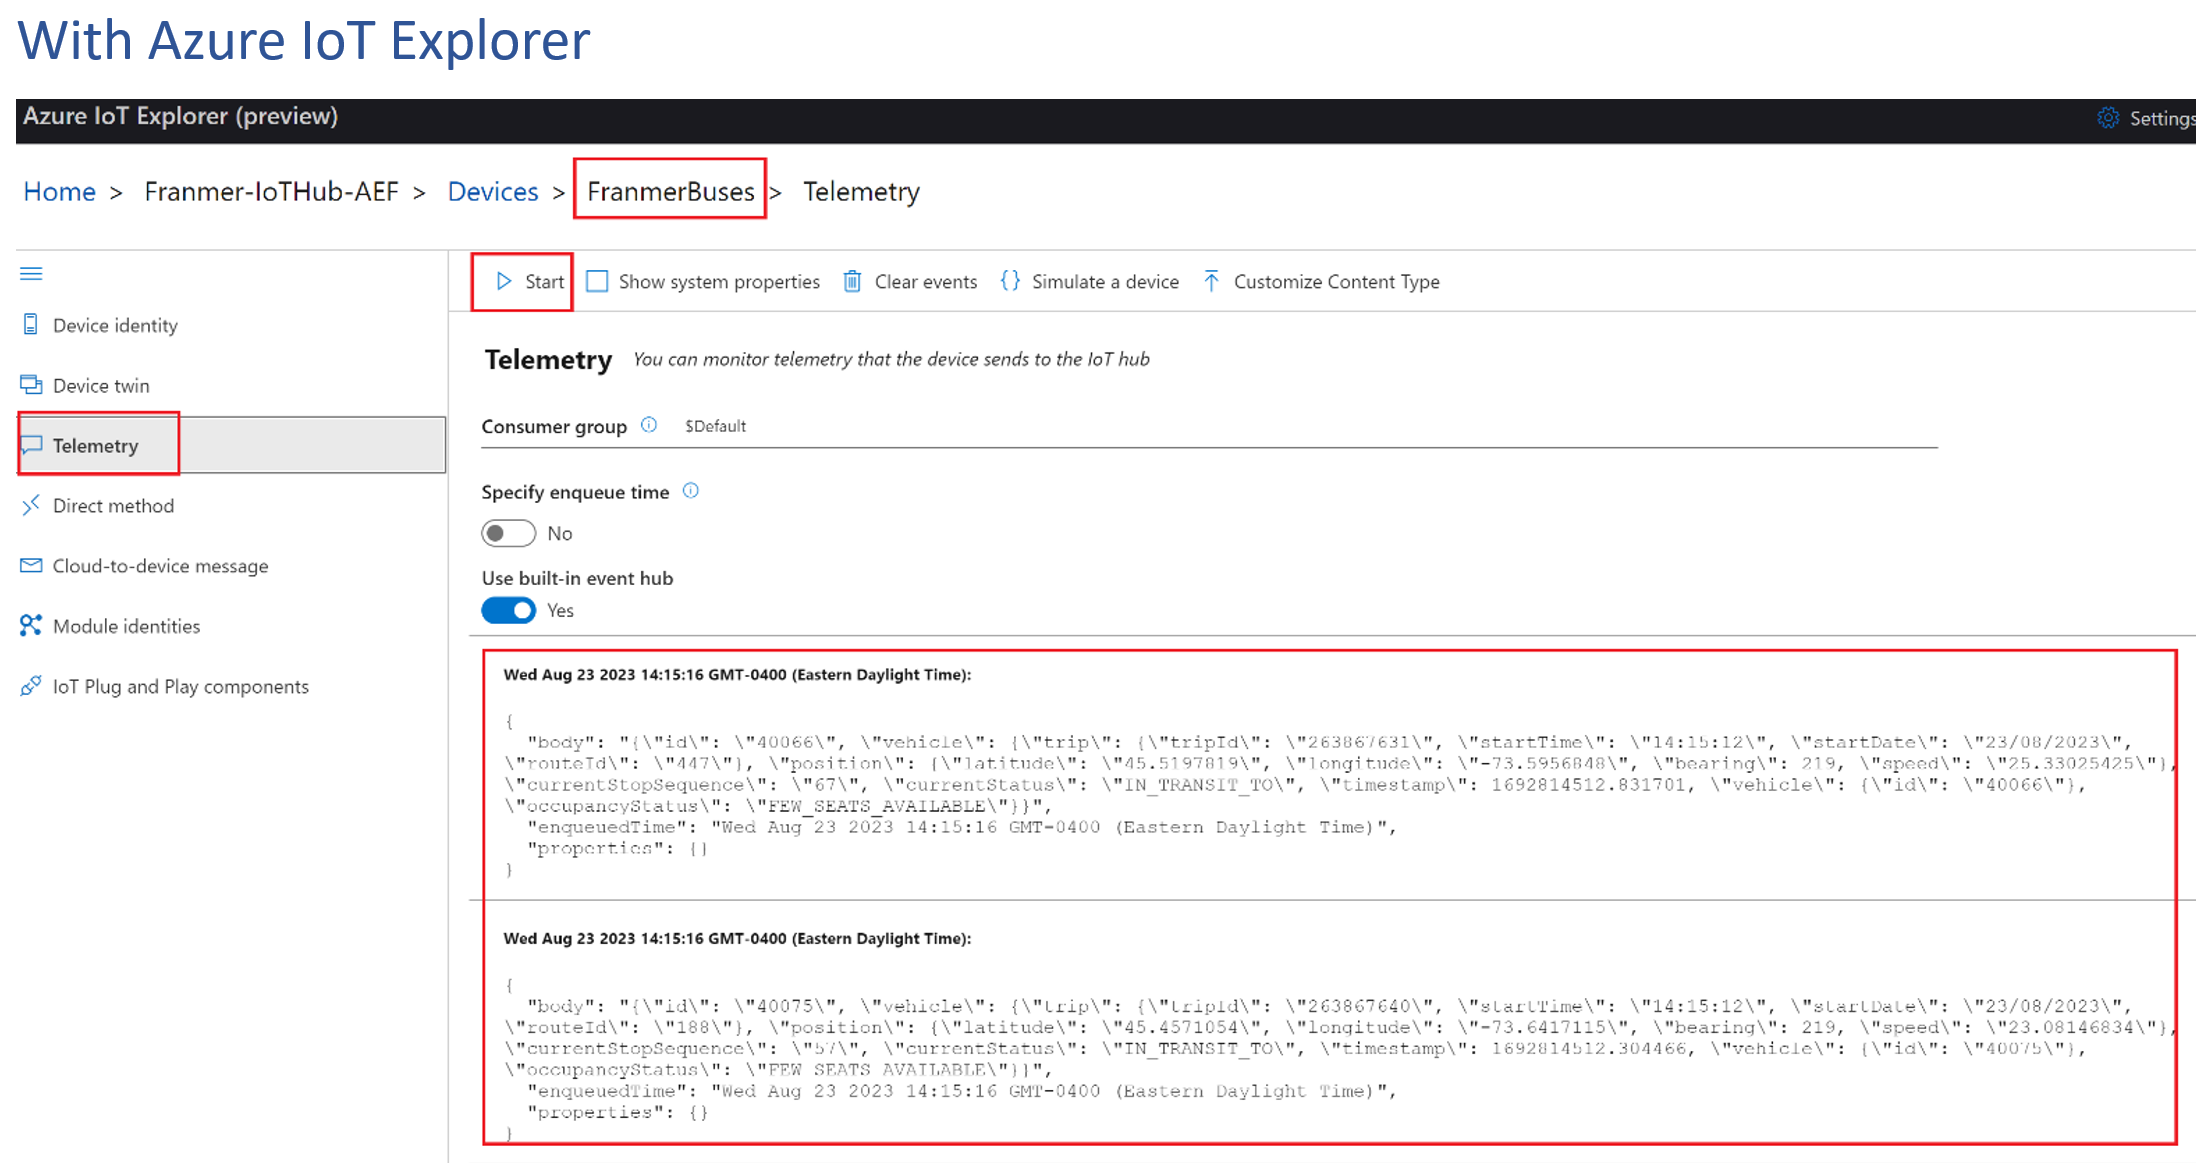 With Azure IoT Explorer
Azure IoT Explorer (preview)
Settings
Home > Franmer-IoTHub-AEF > Devices > FranmerBuses > Telemetry
Start Show system properties Clear events {} Simulate a device Customize Content Type
Device identity
Device twin
Telemetry
Direct method
Cloud-to-device message
Module identities
IoT Plug and Play components
Telemetry You can monitor telemetry that the device sends to the IoT hub
Consumer group $Default
Specify enqueue time
No
Use built-in event hub
Yes
Wed Aug 23 2023 14:15:16 GMT-0400 (Eastern Daylight Time):
{
"body": "{\"id\": \"40066\", \"vehicle\": {\"trip\": {\"tripId\": \"263867631\", \"startTime\": \"14:15:12\", \"startDate\": \"23/08/2023\",
\"routeId\": \"447\"}, \"position\": {\"latitude\": \"45.5197819\", \"longitude\": \"-73.5956848\", \"bearing\": 219, \"speed\": \"25.33025425\"},
\"currentStopSequence\": \"67\", \"currentStatus\": \"IN_TRANSIT_TO\", \"timestamp\": 1692814512.831701, \"vehicle\": {\"id\": \"40066\"},
\"occupancyStatus\": \"FEW_SEATS_AVAILABLE\"}}",
"enqueuedTime": "Wed Aug 23 2023 14:15:16 GMT-0400 (Eastern Daylight Time)",
"properties": {}
}
Wed Aug 23 2023 14:15:16 GMT-0400 (Eastern Daylight Time):
{
"body": "{\"id\": \"40075\", \"vehicle\": {\"trip\": {\"tripId\": \"263867640\", \"startTime\": \"14:15:12\", \"startDate\": \"23/08/2023\",
\"routeId\": \"188\"}, \"position\": {\"latitude\": \"45.4571054\", \"longitude\": \"-73.6417115\", \"bearing\": 219, \"speed\": \"23.08146834\"},
\"currentStopSequence\": \"57\", \"currentStatus\": \"IN_TRANSIT_TO\", \"timestamp\": 1692814512.304466, \"vehicle\": {\"id\": \"40075\"},
\"occupancyStatus\": \"FEW_SEATS_AVAILABLE\"}}",
"enqueuedTime": "Wed Aug 23 2023 14:15:16 GMT-0400 (Eastern Daylight Time)",
"properties": {}
}